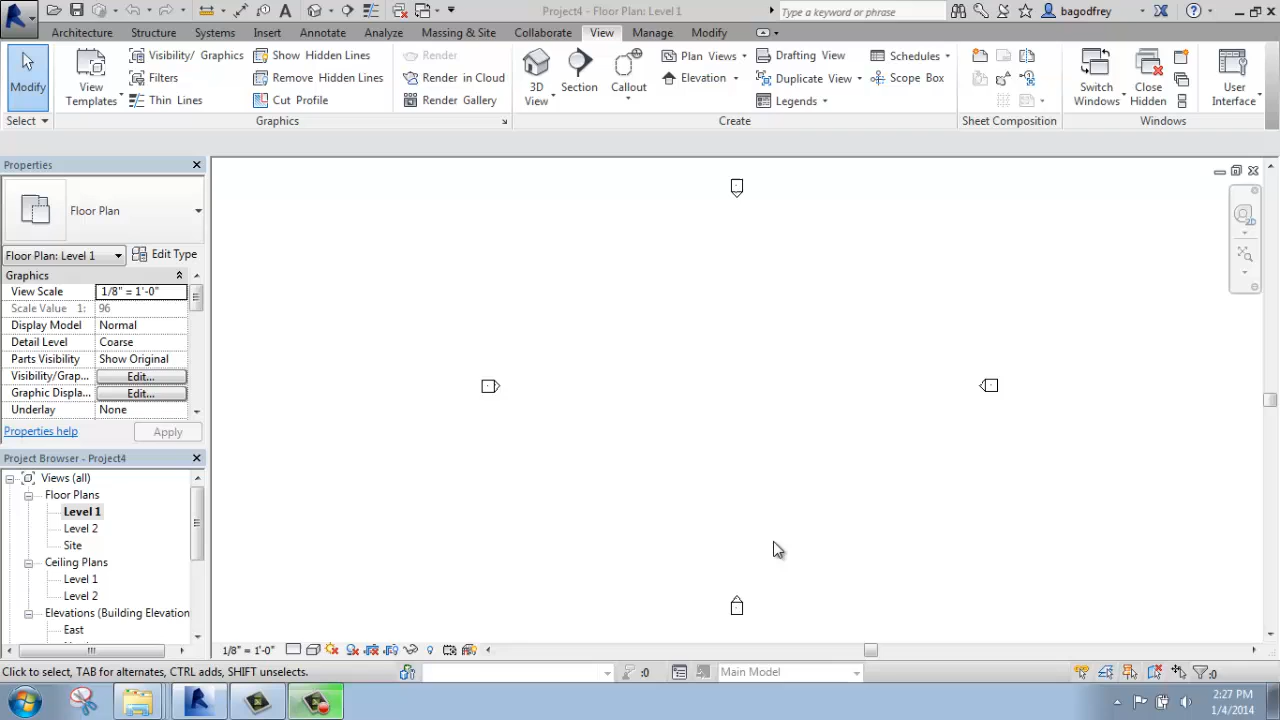 Project4 - Floor Plan: Level 1
Type a keyword or phrase
bagodfrey
Architecture Structure Systems Insert Annotate Analyze Massing & Site Collaborate View Manage Modify
Modify
View Templates
Visibility/ Graphics
Filters
Thin Lines
Show Hidden Lines
Remove Hidden Lines
Cut Profile
Render
Render in Cloud
Render Gallery
3D View
Section
Callout
Plan Views
Elevation
Drafting View
Duplicate View
Legends
Schedules
Scope Box
Switch Windows
Close Hidden
User Interface
Select
Graphics
Create
Sheet Composition
Windows
Properties
Floor Plan
Floor Plan: Level 1
Edit Type
Graphics
View Scale 1/8" = 1'-0"
Scale Value 1: 96
Display Model Normal
Detail Level Coarse
Parts Visibility Show Original
Visibility/Grap... Edit...
Graphic Displa... Edit...
Underlay None
Properties help
Apply
Project Browser - Project4
Views (all)
Floor Plans
Level 1
Level 2
Site
Ceiling Plans
Level 1
Level 2
Elevations (Building Elevation
East
2D
1/8" = 1'-0"
Click to select, TAB for alternates, CTRL adds, SHIFT unselects.
:0
Main Model
:0
2:27 PM
1/4/2014